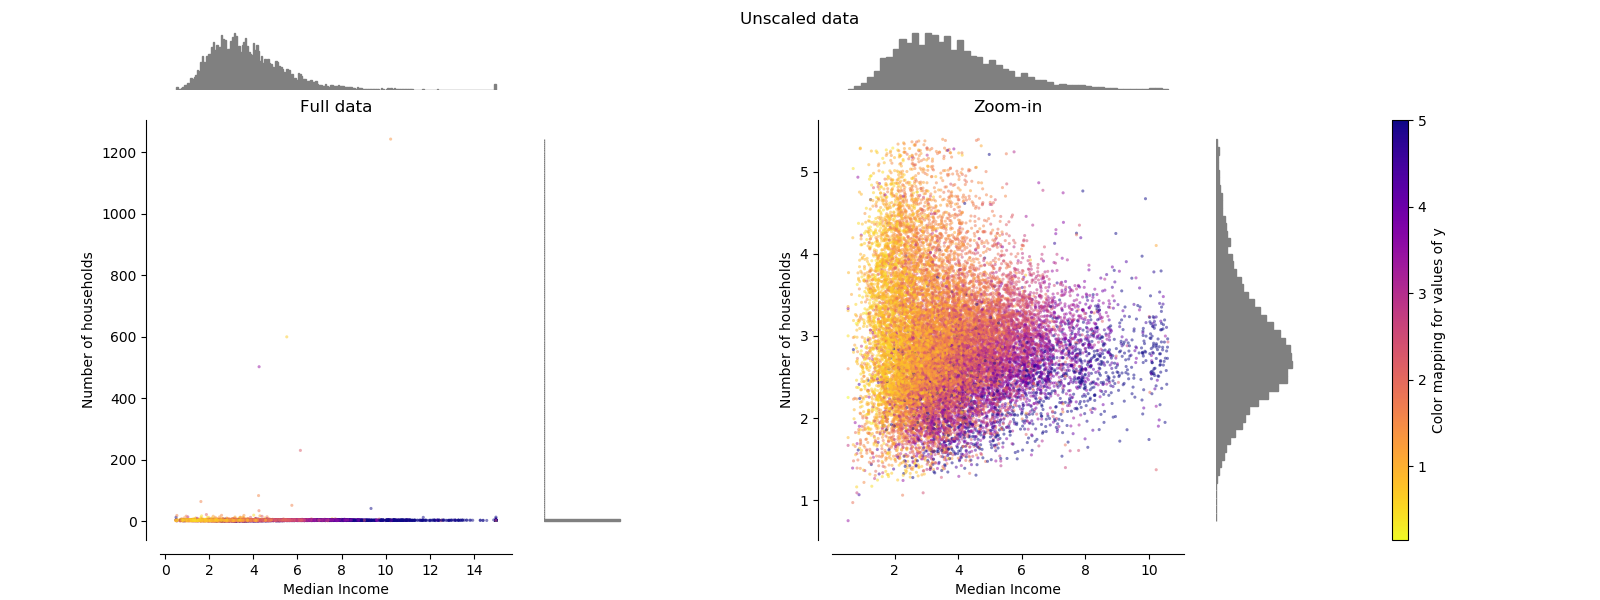 Unscaled data
Full data
1200
1000
800
600
400
200
0
Number of households
0 2 4 6 8 10 12 14
Median Income
Zoom-in
5
4
3
2
1
Number of households
2 4 6 8 10
Median Income
5
4
3
2
1
Color mapping for values of y